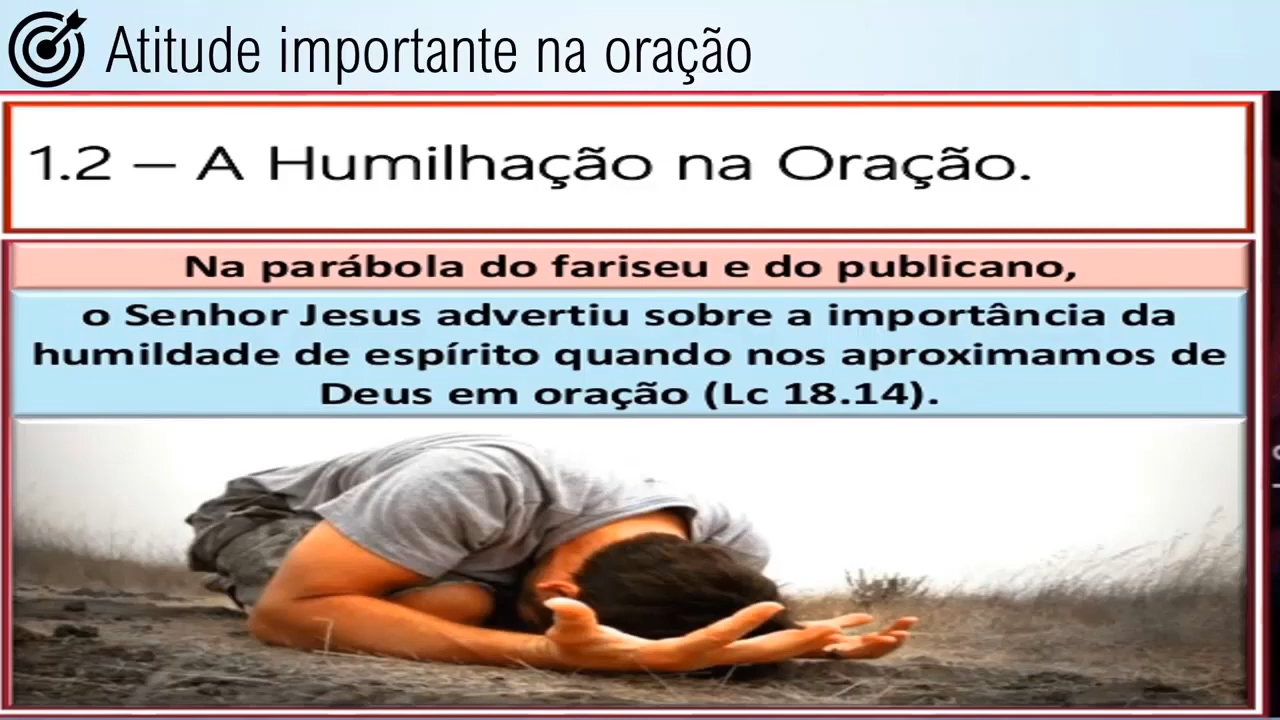 Atitude importante na oração
1.2 – A Humilhação na Oração.
Na parábola do fariseu e do publicano,
o Senhor Jesus advertiu sobre a importância da
humildade de espírito quando nos aproximamos de
Deus em oração (Lc 18.14).